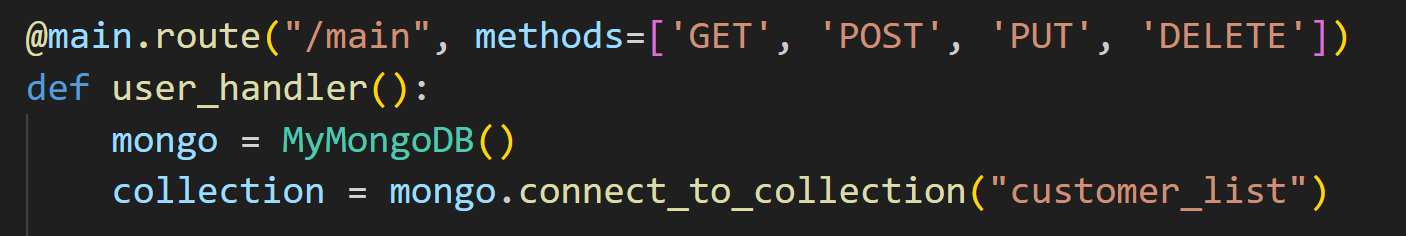 @main.route("/main", methods=['GET', 'POST', 'PUT', 'DELETE'])
def user_handler():
    mongo = MyMongoDB()
    collection = mongo.connect_to_collection("customer_list")